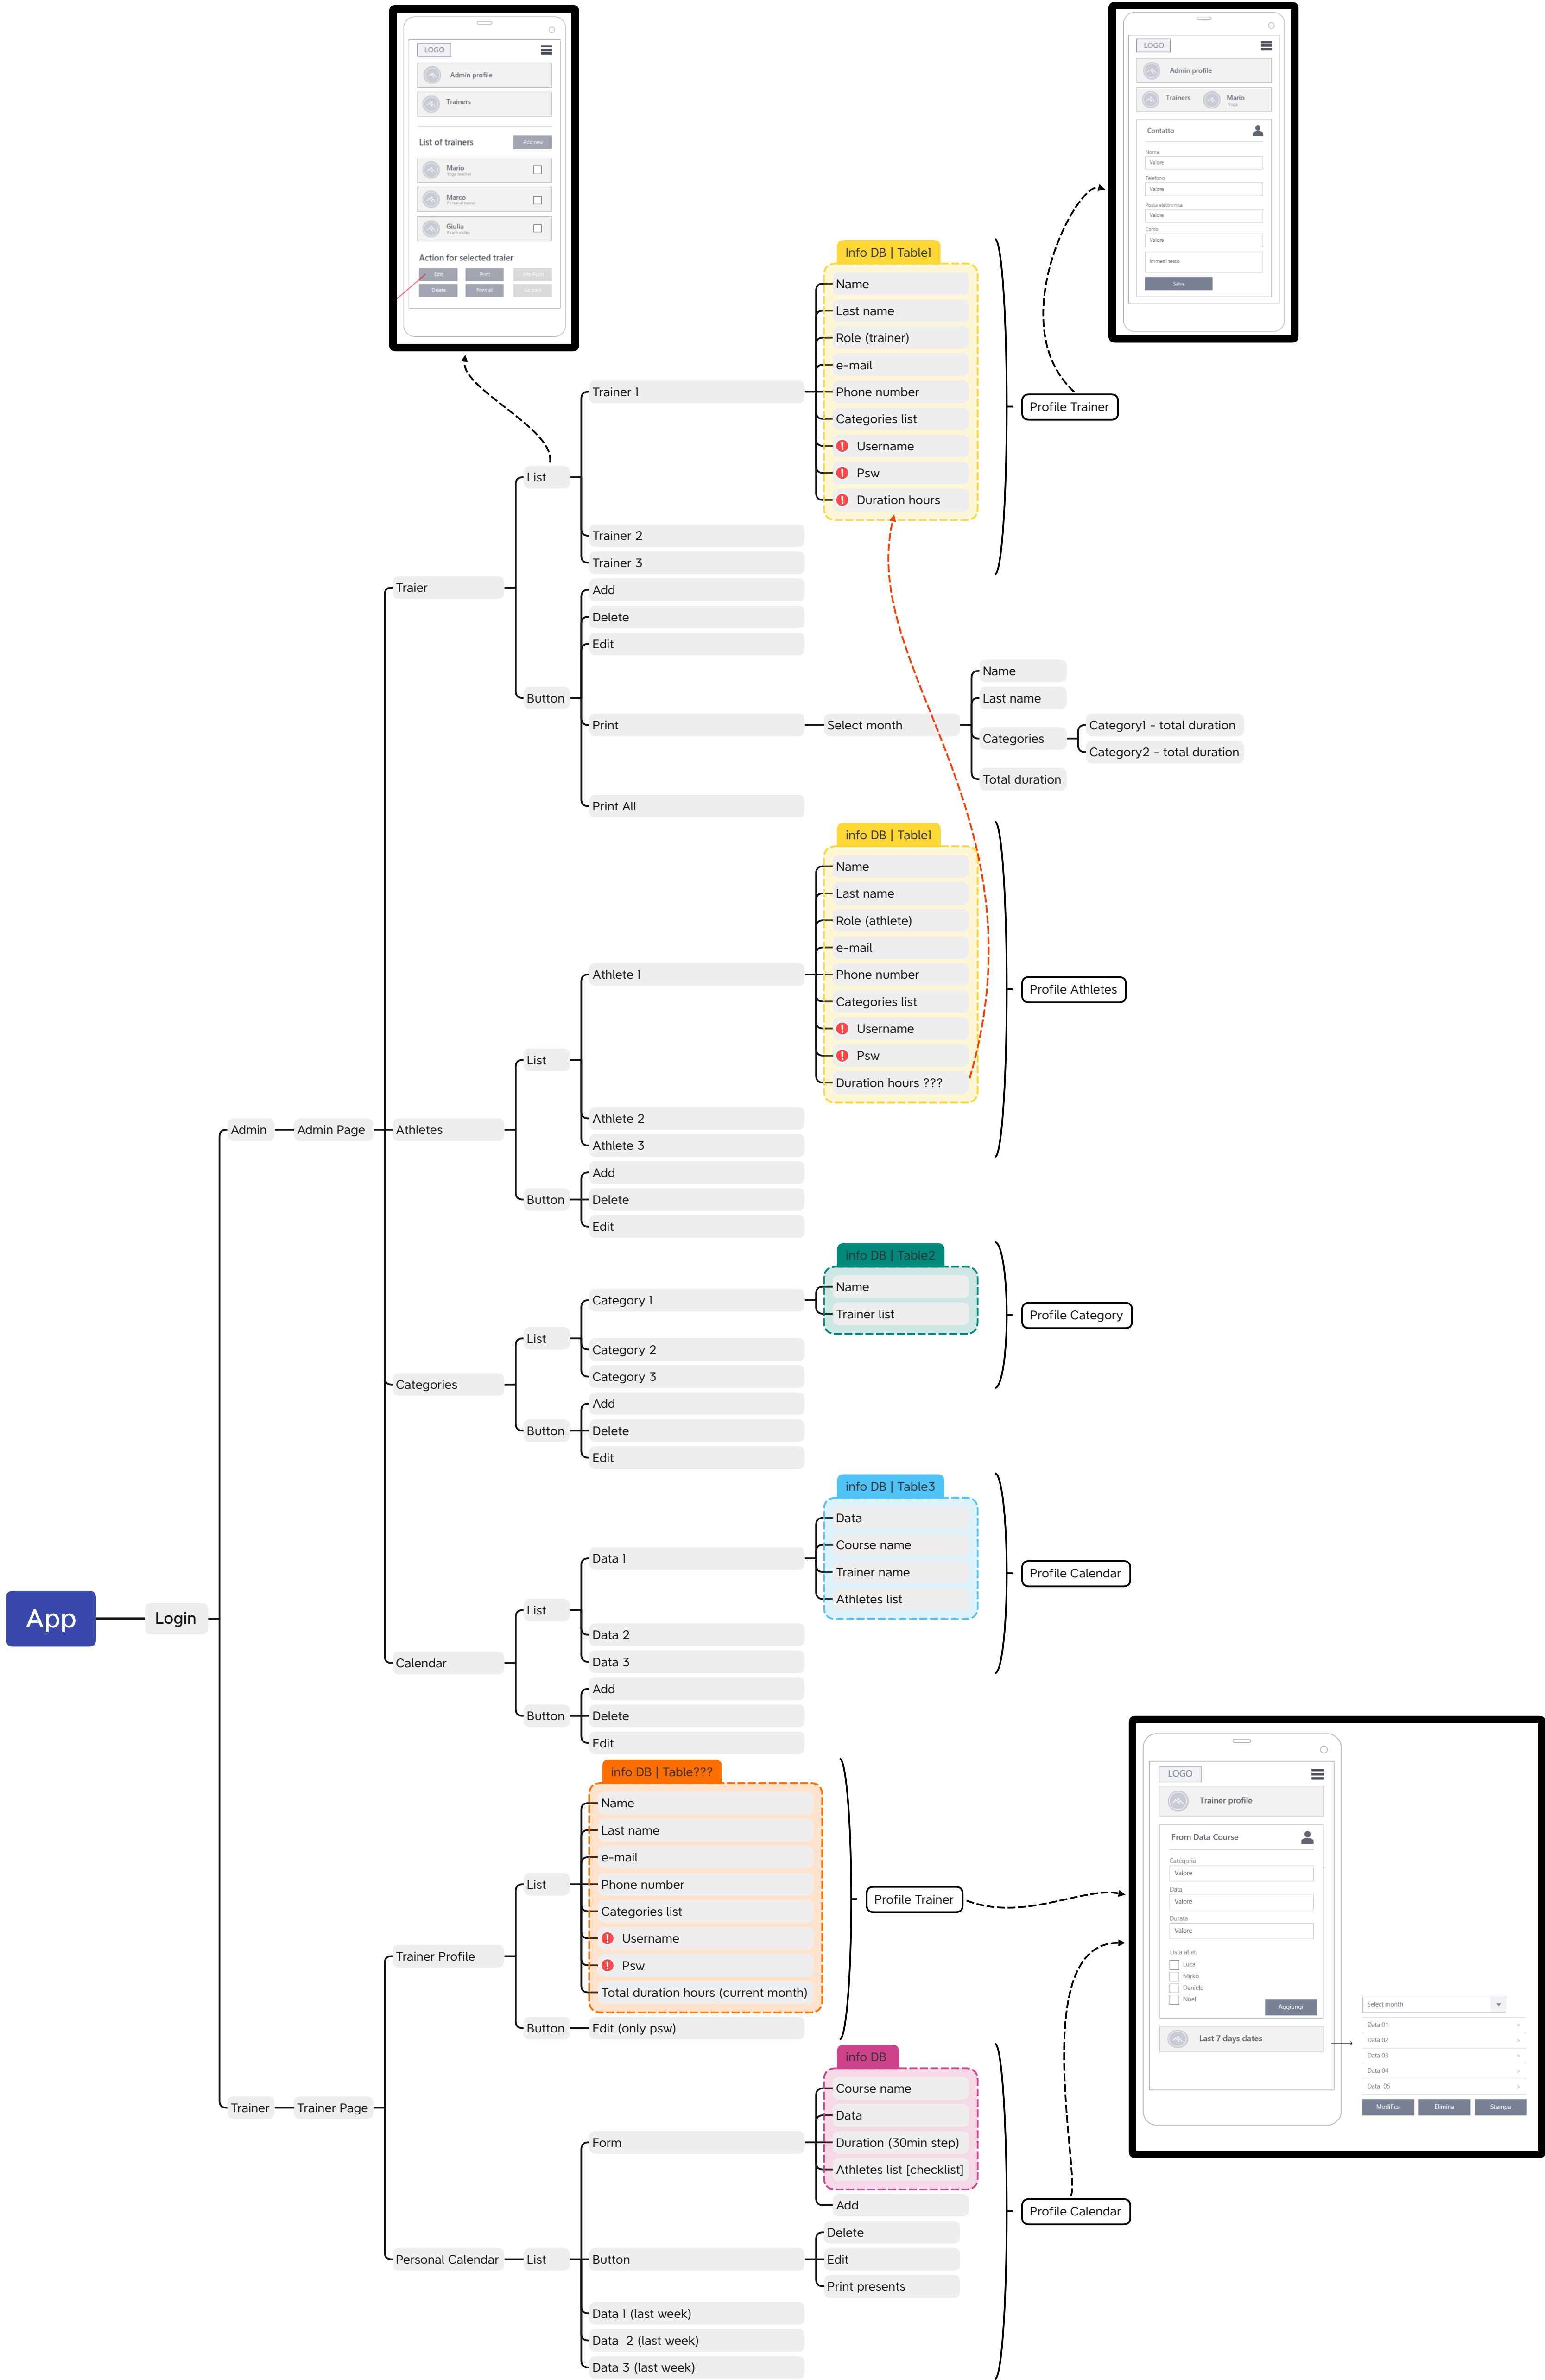 LOGO
Admin profile
Trainers
List of trainers
Add new
Mario
Yoga teacher
Marco
Personal trainer
Giulia
Beach volley
Action for selected traier
Edit
Print
Delete
Print all
Go back
LOGO
Admin profile
Trainers
Mario
Yoga
Contatto
Nome
Valore
Telefono
Valore
Posta elettronica
Valore
Corso
Valore
Immetti testo
Salva
Info DB | Table1
Name
Last name
Role (trainer)
e-mail
Phone number
Categories list
Username
Psw
Duration hours
Trainer 1
Profile Trainer
List
Trainer 2
Trainer 3
Traier
Add
Delete
Edit
Button
Print
Select month
Name
Last name
Categories
Category1 - total duration
Category2 - total duration
Total duration
Print All
info DB | Table1
Name
Last name
Role (athlete)
e-mail
Phone number
Categories list
Username
Psw
Duration hours ???
Athlete 1
Profile Athletes
List
Athlete 2
Athlete 3
Admin
Admin Page
Athletes
Add
Button
Delete
Edit
info DB | Table2
Name
Trainer list
Category 1
Profile Category
List
Category 2
Category 3
Categories
Add
Button
Delete
Edit
info DB | Table3
Data
Course name
Trainer name
Athletes list
Data 1
Profile Calendar
List
Data 2
Data 3
App
Login
Calendar
Add
Button
Delete
Edit
info DB | Table???
Name
Last name
e-mail
Phone number
Categories list
Username
Psw
Total duration hours (current month)
List
Profile Trainer
Trainer Profile
Button
Edit (only psw)
LOGO
Trainer profile
From Data Course
Categoria
Valore
Data
Valore
Durata
Valore
Lista atleti
Luca
Mirko
Daniele
Noel
Aggiungi
Last 7 days dates
Select month
Data 01
Data 02
Data 03
Data 04
Data 05
Modifica
Elimina
Stampa
Trainer
Trainer Page
info DB
Course name
Data
Duration (30min step)
Athletes list [checklist]
Form
Add
Profile Calendar
Personal Calendar
List
Button
Delete
Edit
Print presents
Data 1 (last week)
Data 2 (last week)
Data 3 (last week)